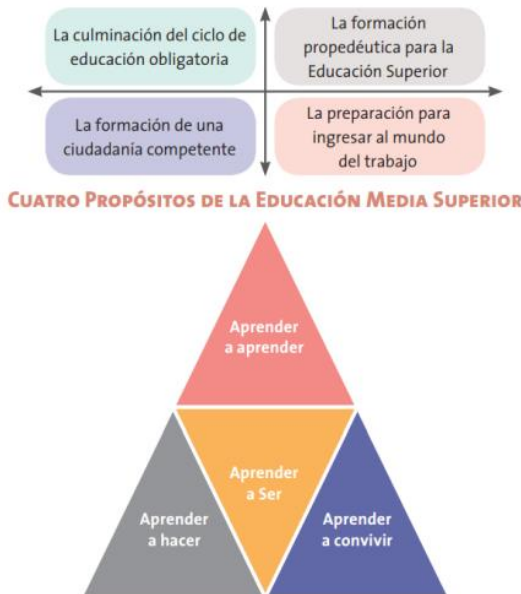 La culminación del ciclo de
educación obligatoria
La formación
propedéutica para la
Educación Superior
La formación de una
ciudadanía competente
La preparación para
ingresar al mundo
del trabajo
CUATRO PROPÓSITOS DE LA EDUCACIÓN MEDIA SUPERIOR
Aprender
a aprender
Aprender
a Ser
Aprender
a hacer
Aprender
a convivir